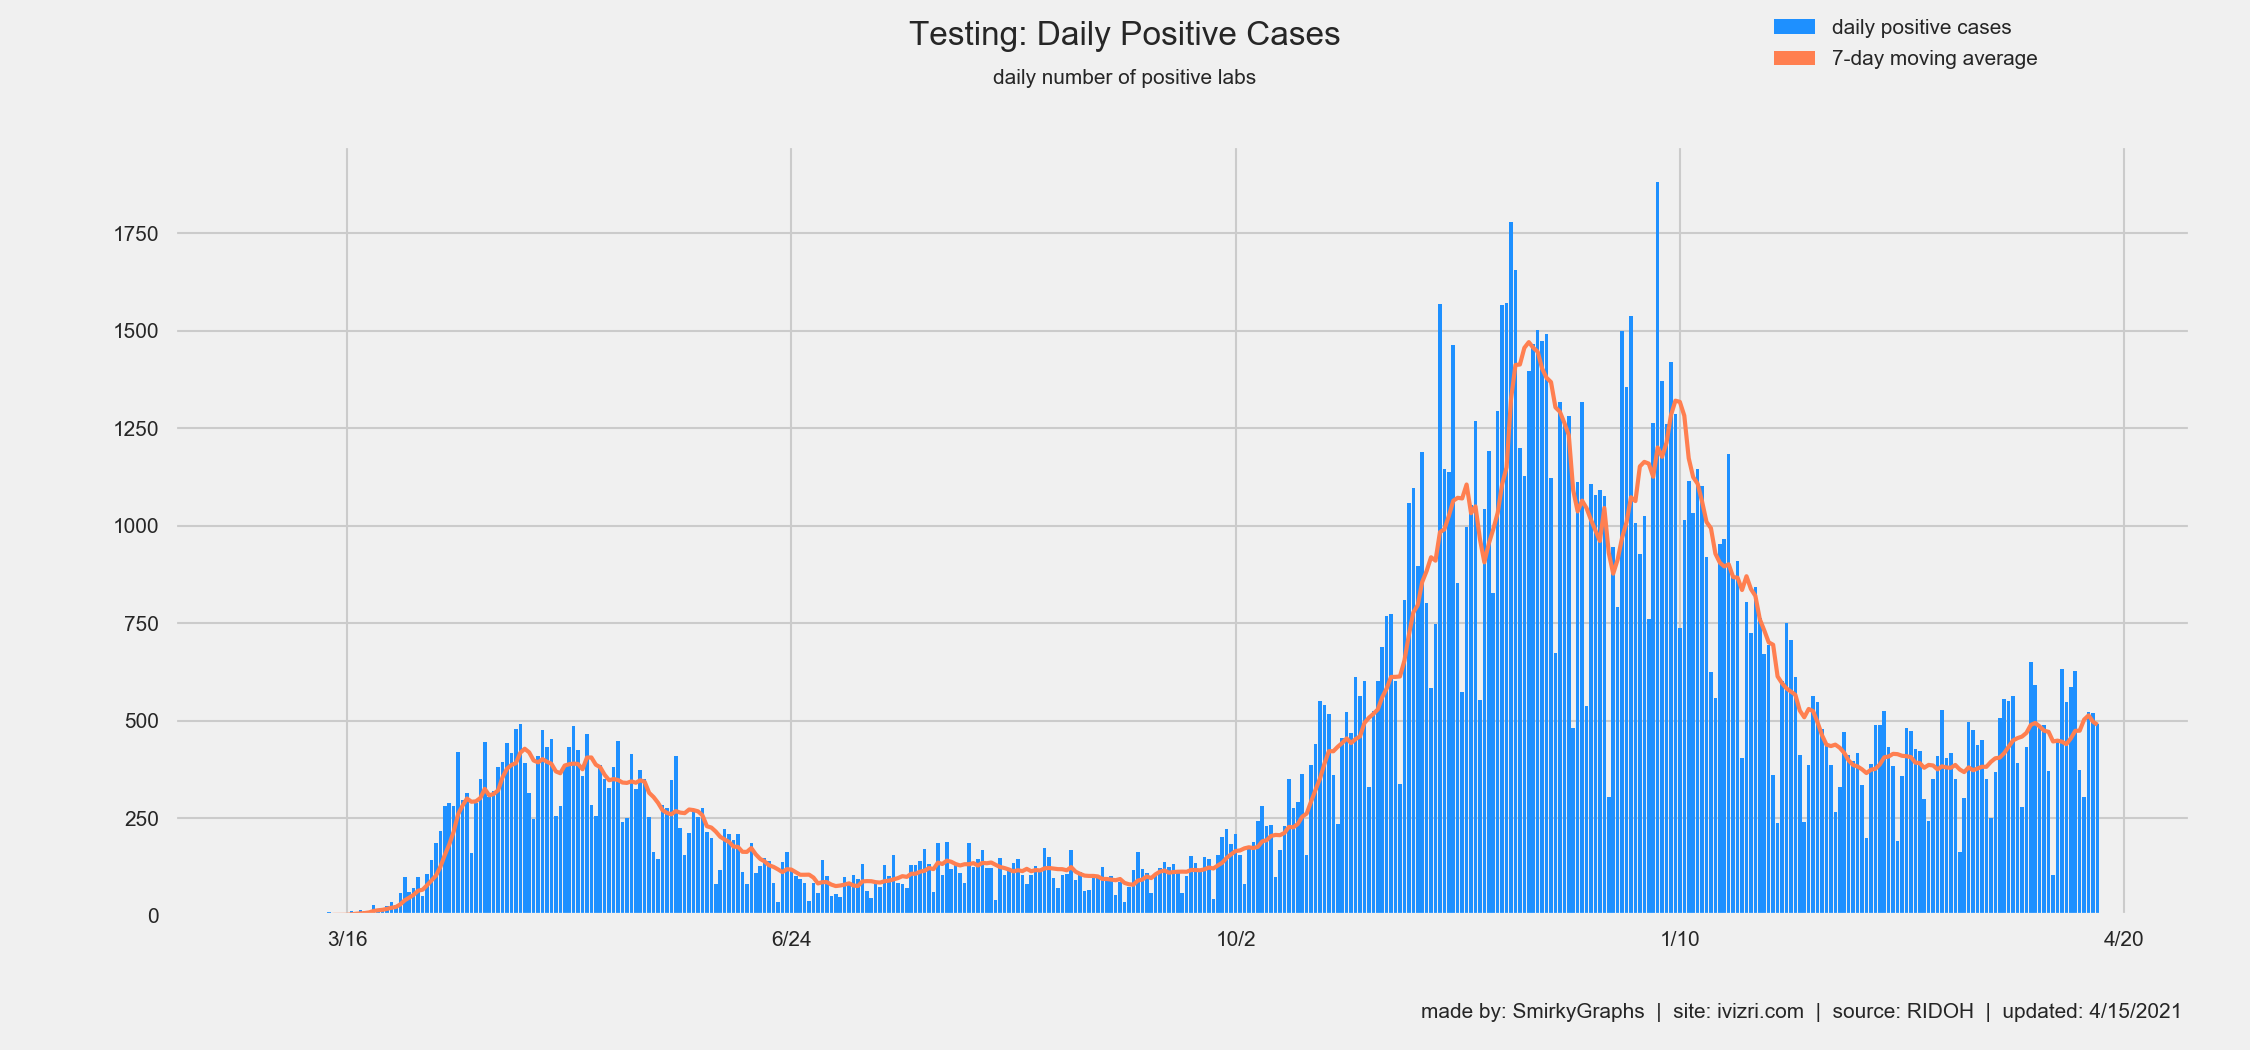 Testing: Daily Positive Cases
daily number of positive labs
daily positive cases
7-day moving average
1750
1500
1250
1000
750
500
250
0
3/16
6/24
10/2
1/10
4/20
made by: SmirkyGraphs | site: ivizri.com | source: RIDOH | updated: 4/15/2021